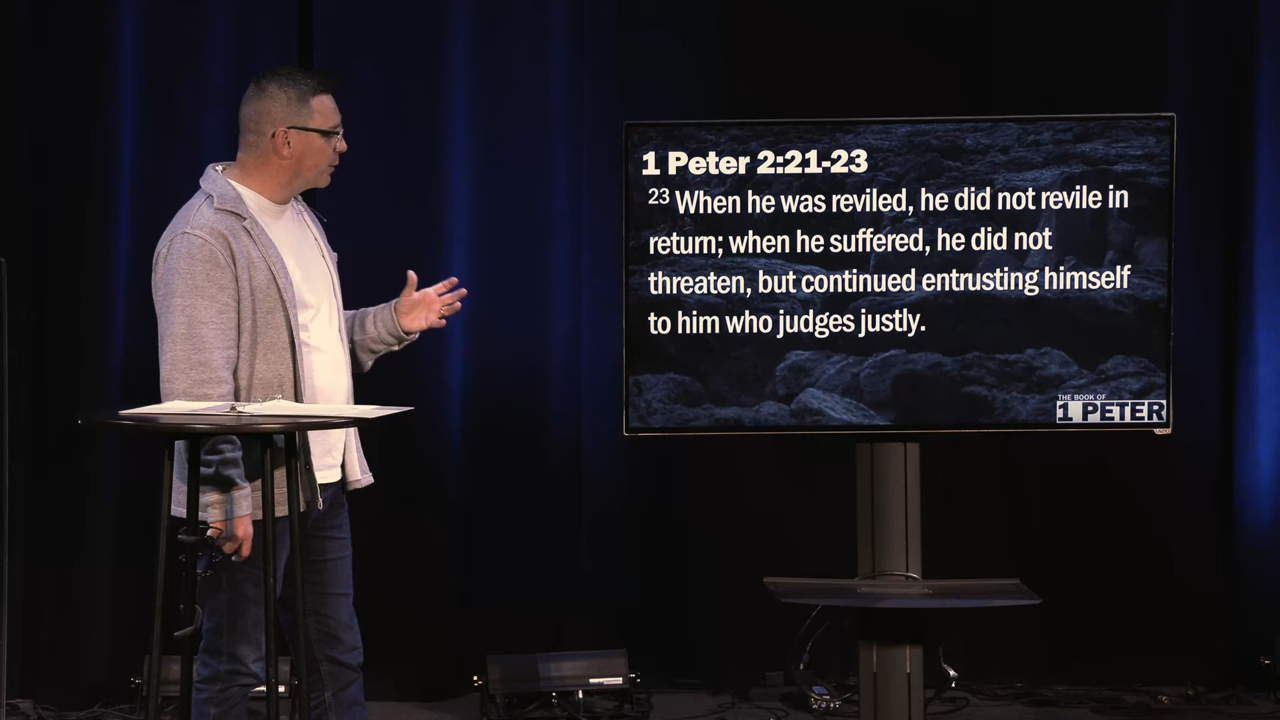 1 Peter 2:21-23
23 When he was reviled, he did not revile in
return; when he suffered, he did not
threaten, but continued entrusting himself
to him who judges justly.
THE BOOK OF
1 PETER